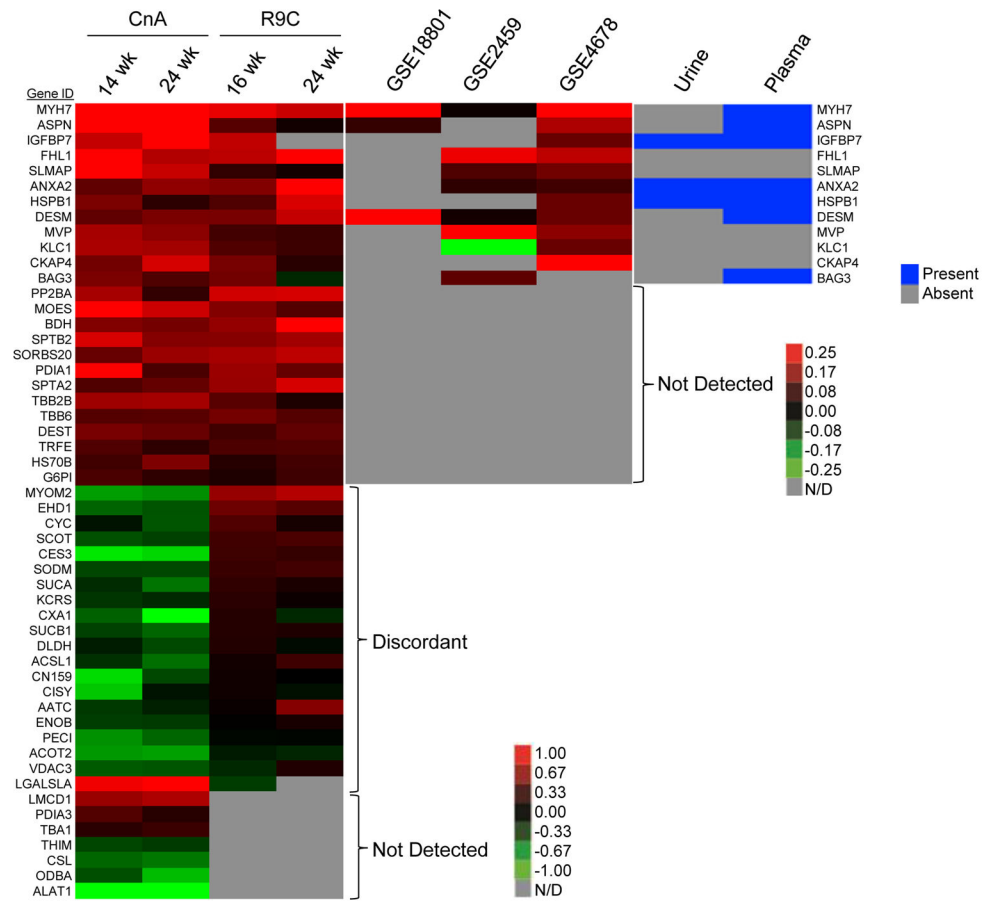 CnA R9C
14 wk 24 wk 16 wk 24 wk GSE18801 GSE2459 GSE4678 Urine Plasma
Gene ID
MYH7 MYH7
ASPN ASPN
IGFBP7 IGFBP7
FHL1 FHL1
SLMAP SLMAP
ANXA2 ANXA2
HSPB1 HSPB1
DESM DESM
MVP MVP
KLC1 KLC1
CKAP4 CKAP4
BAG3 BAG3
Present
Absent
PP2BA
MOES
BDH
SPTB2
SORBS20
PDIA1
SPTA2
TBB2B
TBB6
DEST
TRFE
HS70B
G6PI
Not Detected
0.25
0.17
0.08
0.00
-0.08
-0.17
-0.25
N/D
MYOM2
EHD1
CYC
SCOT
CES3
SODM
SUCA
KCRS
CXA1
SUCB1
DLDH
ACSL1
CN159
CISY
AATC
ENOB
PECI
ACOT2
VDAC3
LGALSLA
Discordant
LMCD1
PDIA3
TBA1
THIM
CSL
ODBA
ALAT1
Not Detected
1.00
0.67
0.33
0.00
-0.33
-0.67
-1.00
N/D